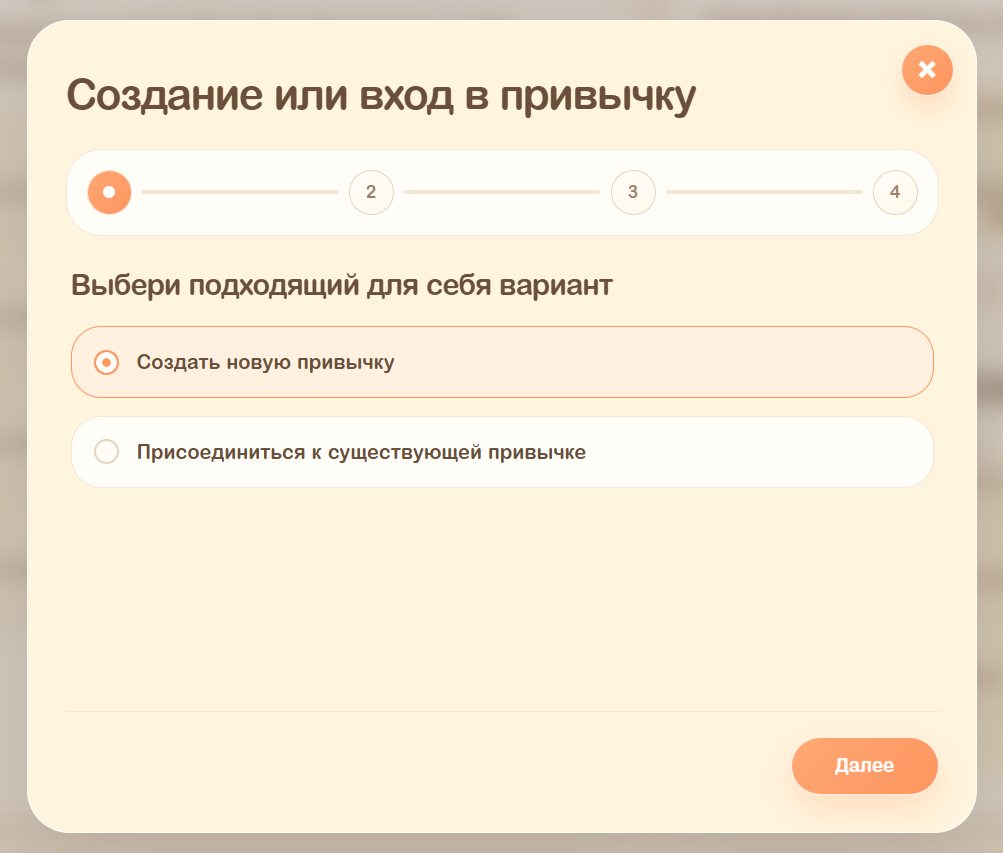 Создание или вход в привычку
2 3 4
Выбери подходящий для себя вариант
Создать новую привычку
Присоединиться к существующей привычке
Далее